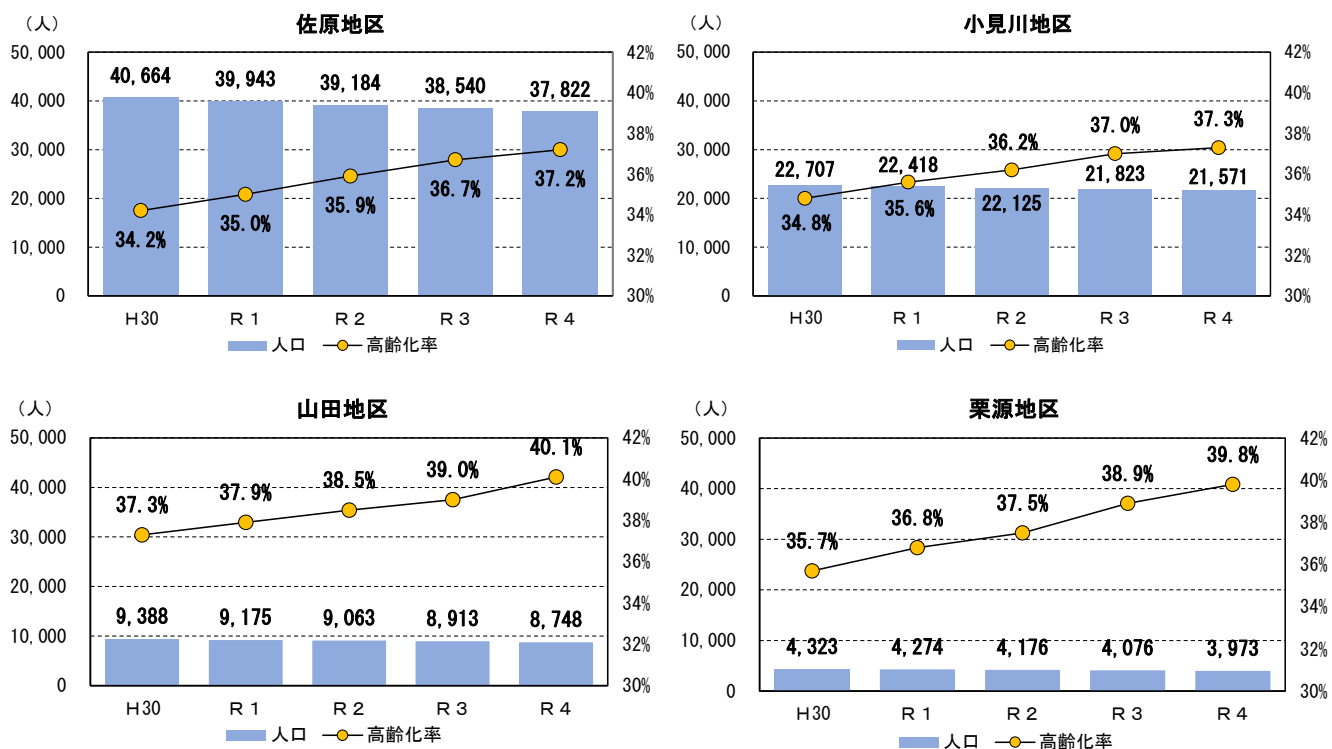 (人) 佐原地区
50,000 42%
40,664 39,943 39,184 38,540 37,822
40,000 40%
30,000 38%
20,000 36%
34.2% 35.0% 35.9% 36.7% 37.2%
10,000 34%
32%
0 30%
H30 R1 R2 R3 R4
人口 高齢化率
(人) 小見川地区
50,000 42%
40,000 40%
34.8% 35.6% 36.2% 37.0% 37.3%
30,000 38%
22,707 22,418 22,125 21,823 21,571
20,000 36%
10,000 34%
32%
0 30%
H30 R1 R2 R3 R4
人口 高齢化率
(人) 山田地区
50,000 42%
37.3% 37.9% 38.5% 39.0% 40.1%
40,000 40%
30,000 38%
20,000 36%
9,388 9,175 9,063 8,913 8,748
10,000 34%
32%
0 30%
H30 R1 R2 R3 R4
人口 高齢化率
(人) 栗源地区
50,000 42%
35.7% 36.8% 37.5% 38.9% 39.8%
40,000 40%
30,000 38%
20,000 36%
10,000 34%
4,323 4,274 4,176 4,076 3,973
32%
0 30%
H30 R1 R2 R3 R4
人口 高齢化率